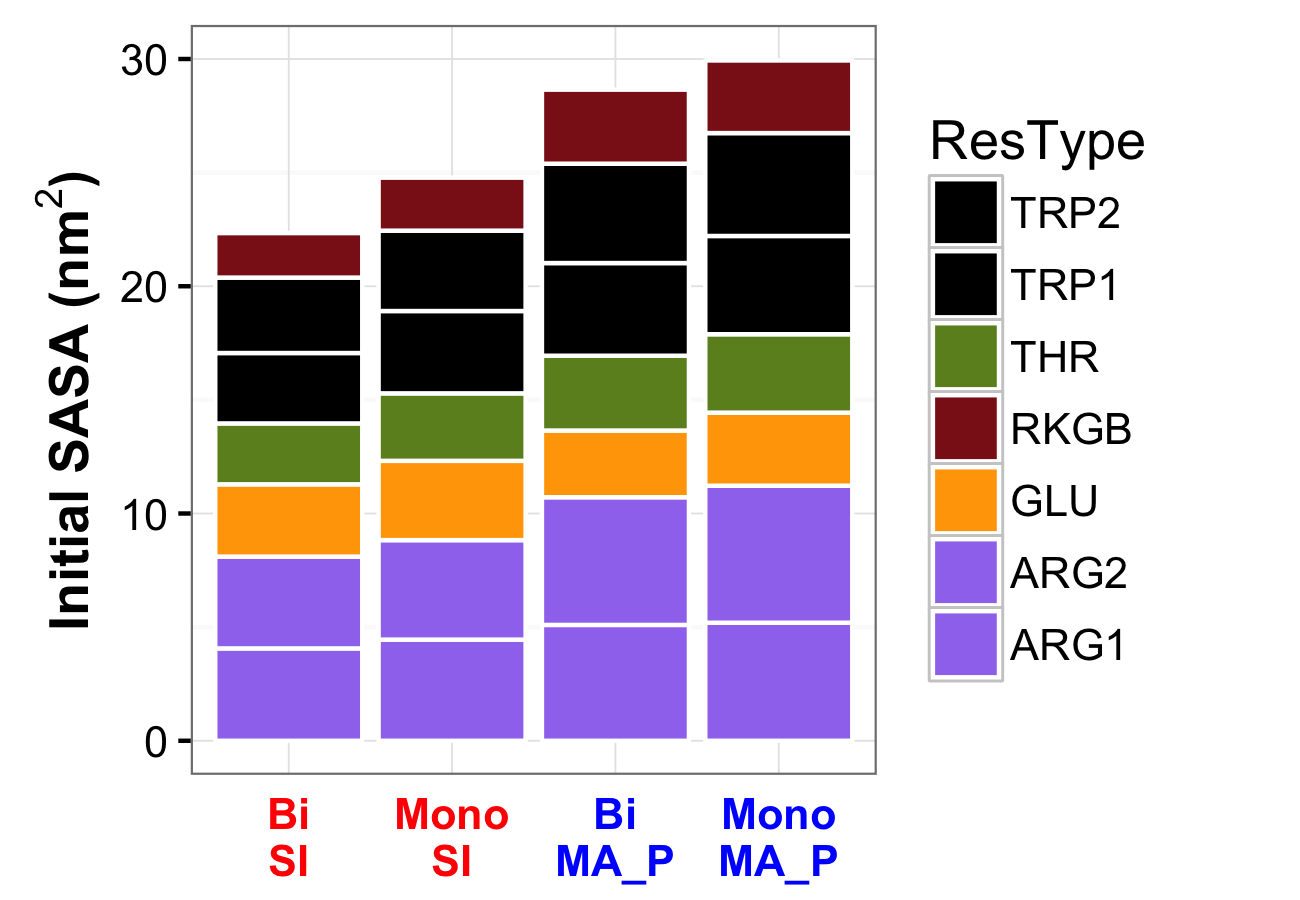 Initial SASA (nm²)
30
20
10
0
Bi
SI
Mono
SI
Bi
MA_P
Mono
MA_P
ResType
TRP2
TRP1
THR
RKGB
GLU
ARG2
ARG1